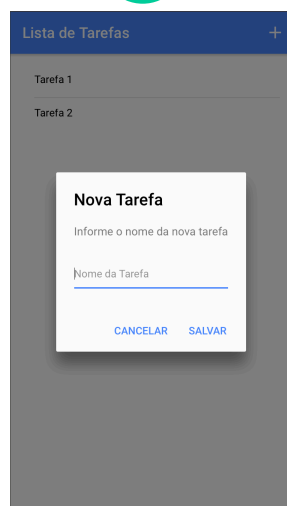 Lista de Tarefas +
Tarefa 1
Tarefa 2
Nova Tarefa
Informe o nome da nova tarefa
Nome da Tarefa
CANCELAR SALVAR